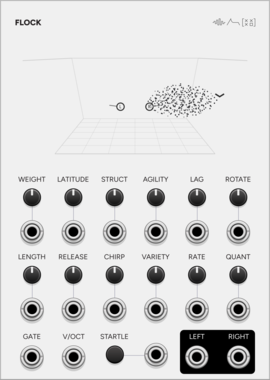 FLOCK
WEIGHT LATITUDE STRUCT AGILITY LAG ROTATE
LENGTH RELEASE CHIRP VARIETY RATE QUANT
GATE V/OCT STARTLE LEFT RIGHT